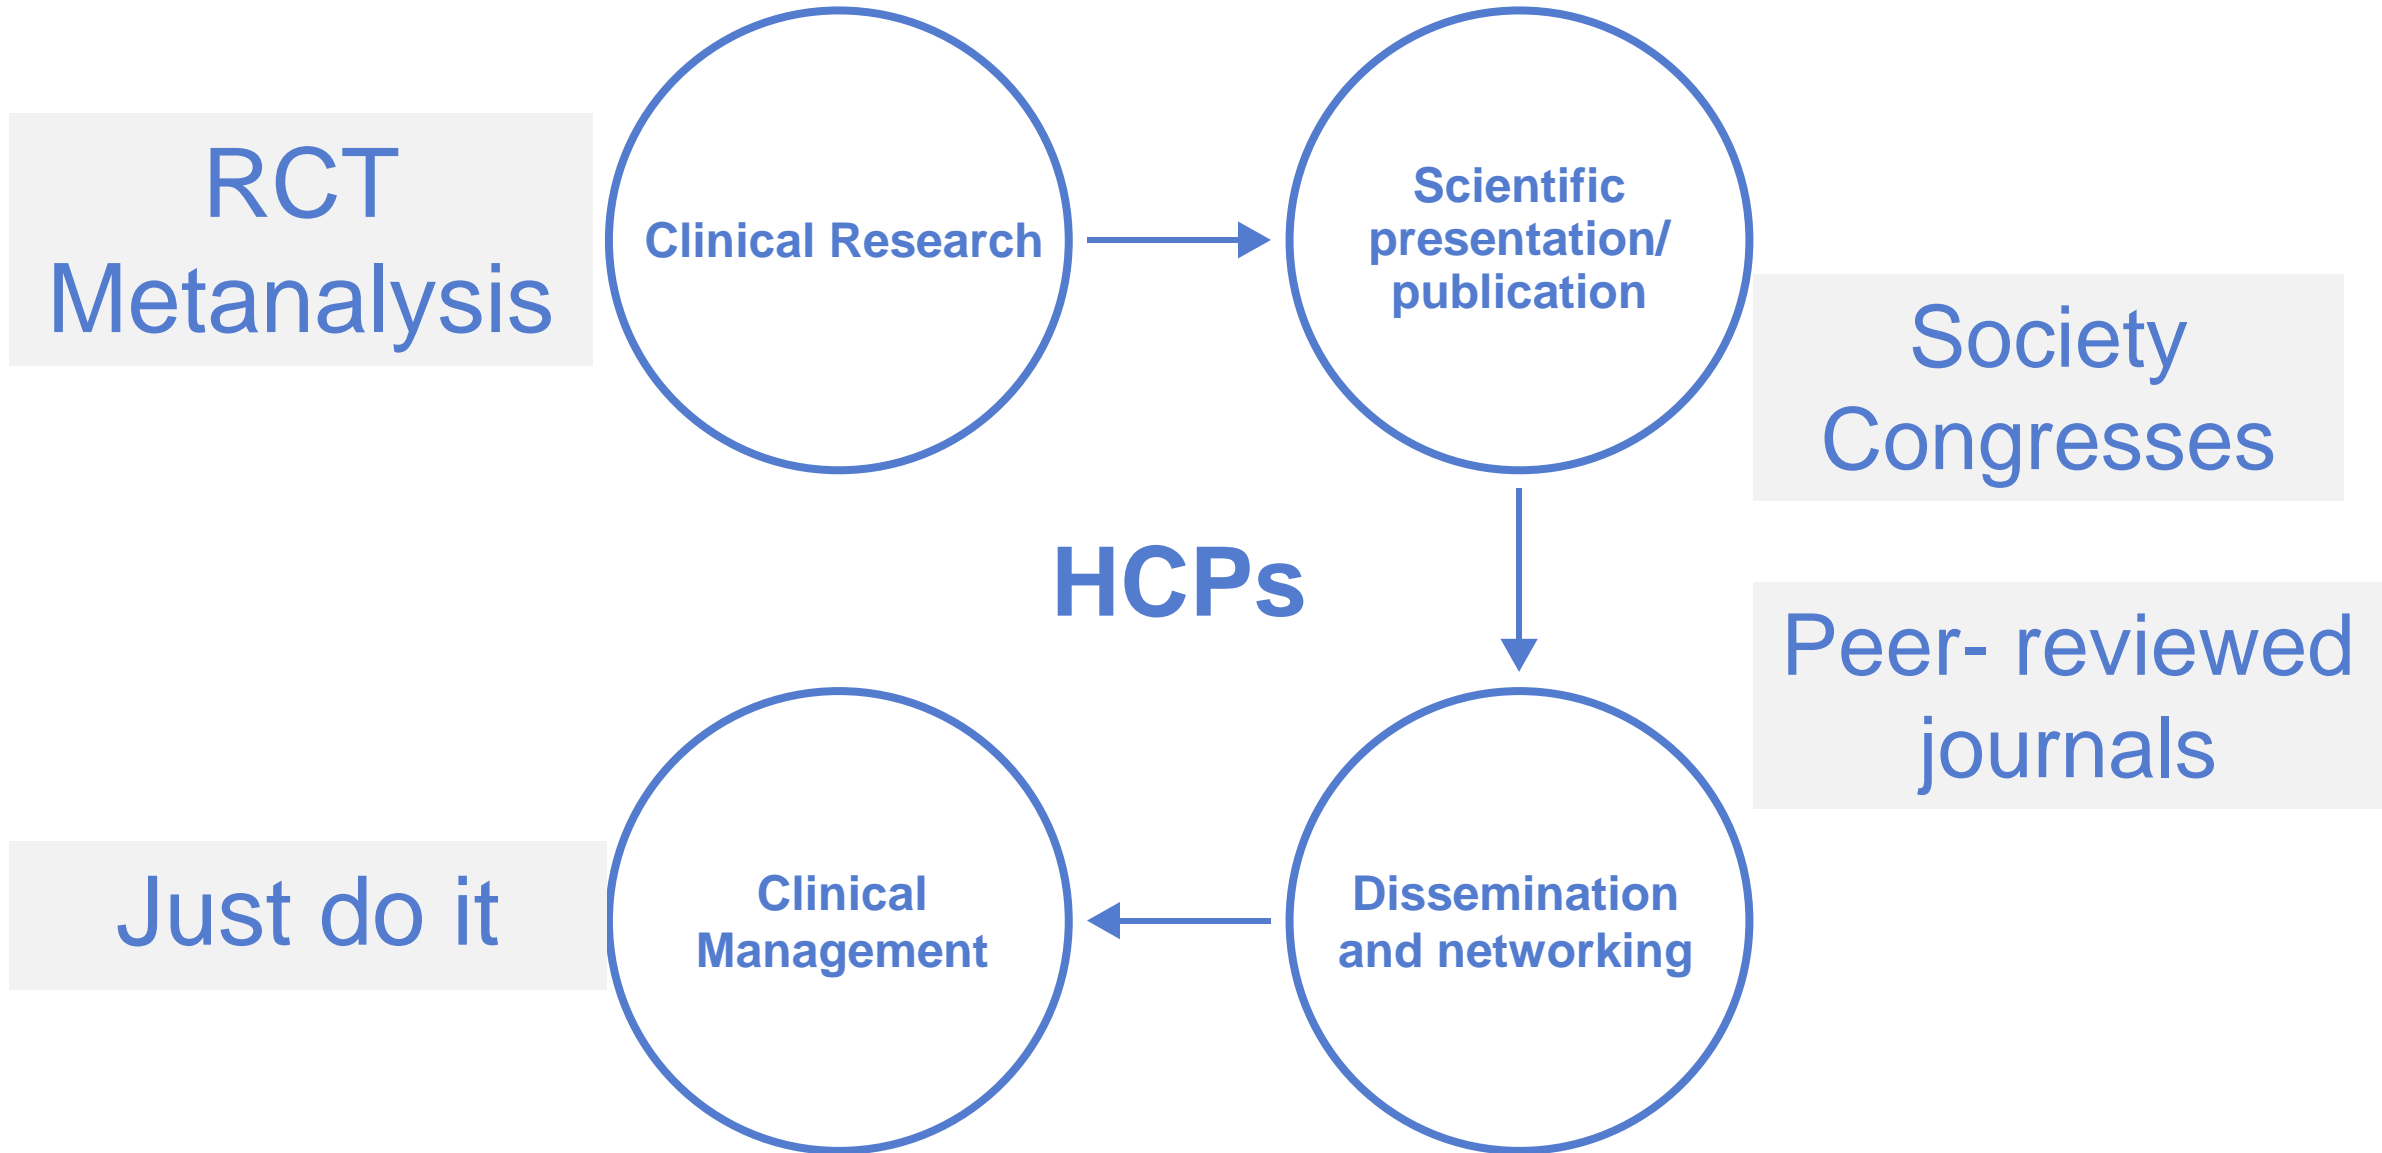 RCT
Metanalysis
Clinical Research
Scientific
presentation/
publication
Society
Congresses
HCPs
Peer- reviewed
journals
Just do it
Clinical
Management
Dissemination
and networking